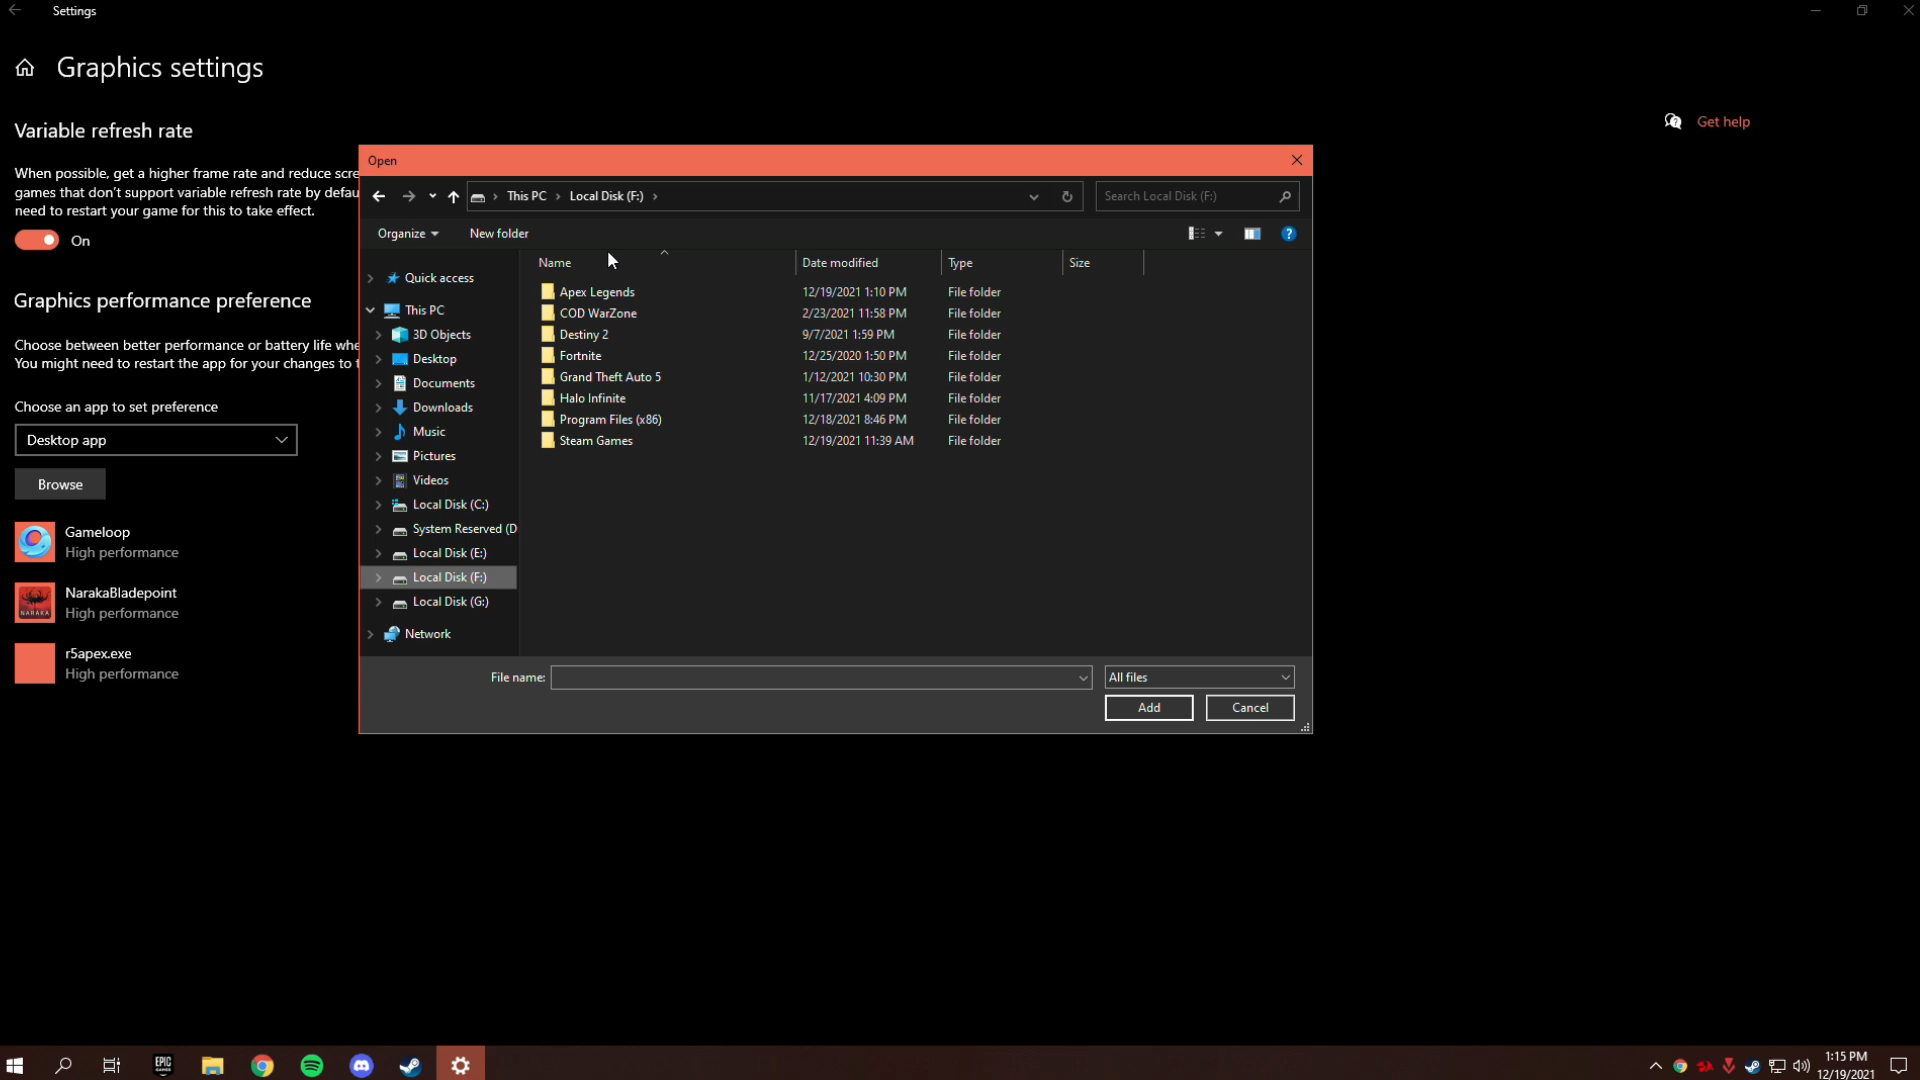 Settings
Graphics settings
Variable refresh rate
When possible, get a higher frame rate and reduce scre
games that don't support variable refresh rate by defau
need to restart your game for this to take effect.
On
Graphics performance preference
Choose between better performance or battery life whe
You might need to restart the app for your changes to t
Choose an app to set preference
Desktop app
Browse
Gameloop
High performance
NARAKA
NarakaBladepoint
High performance
r5apex.exe
High performance
Get help
Open
This PC
Local Disk (F:)
Search Local Disk (F:)
Organize
New folder
Quick access
This PC
3D Objects
Desktop
Documents
Downloads
Music
Pictures
Videos
Local Disk (C:)
System Reserved (D
Local Disk (E:)
Local Disk (F:)
Local Disk (G:)
Network
Name Date modified Type Size
Apex Legends 12/19/2021 1:10 PM File folder
COD WarZone 2/23/2021 11:58 PM File folder
Destiny 2 9/7/2021 1:59 PM File folder
Fortnite 12/25/2020 1:50 PM File folder
Grand Theft Auto 5 1/12/2021 10:30 PM File folder
Halo Infinite 11/17/2021 4:09 PM File folder
Program Files (x86) 12/18/2021 8:46 PM File folder
Steam Games 12/19/2021 11:39 AM File folder
File name:
All files
Add
Cancel
EPIC
GAMES
1:15 PM
12/19/2021